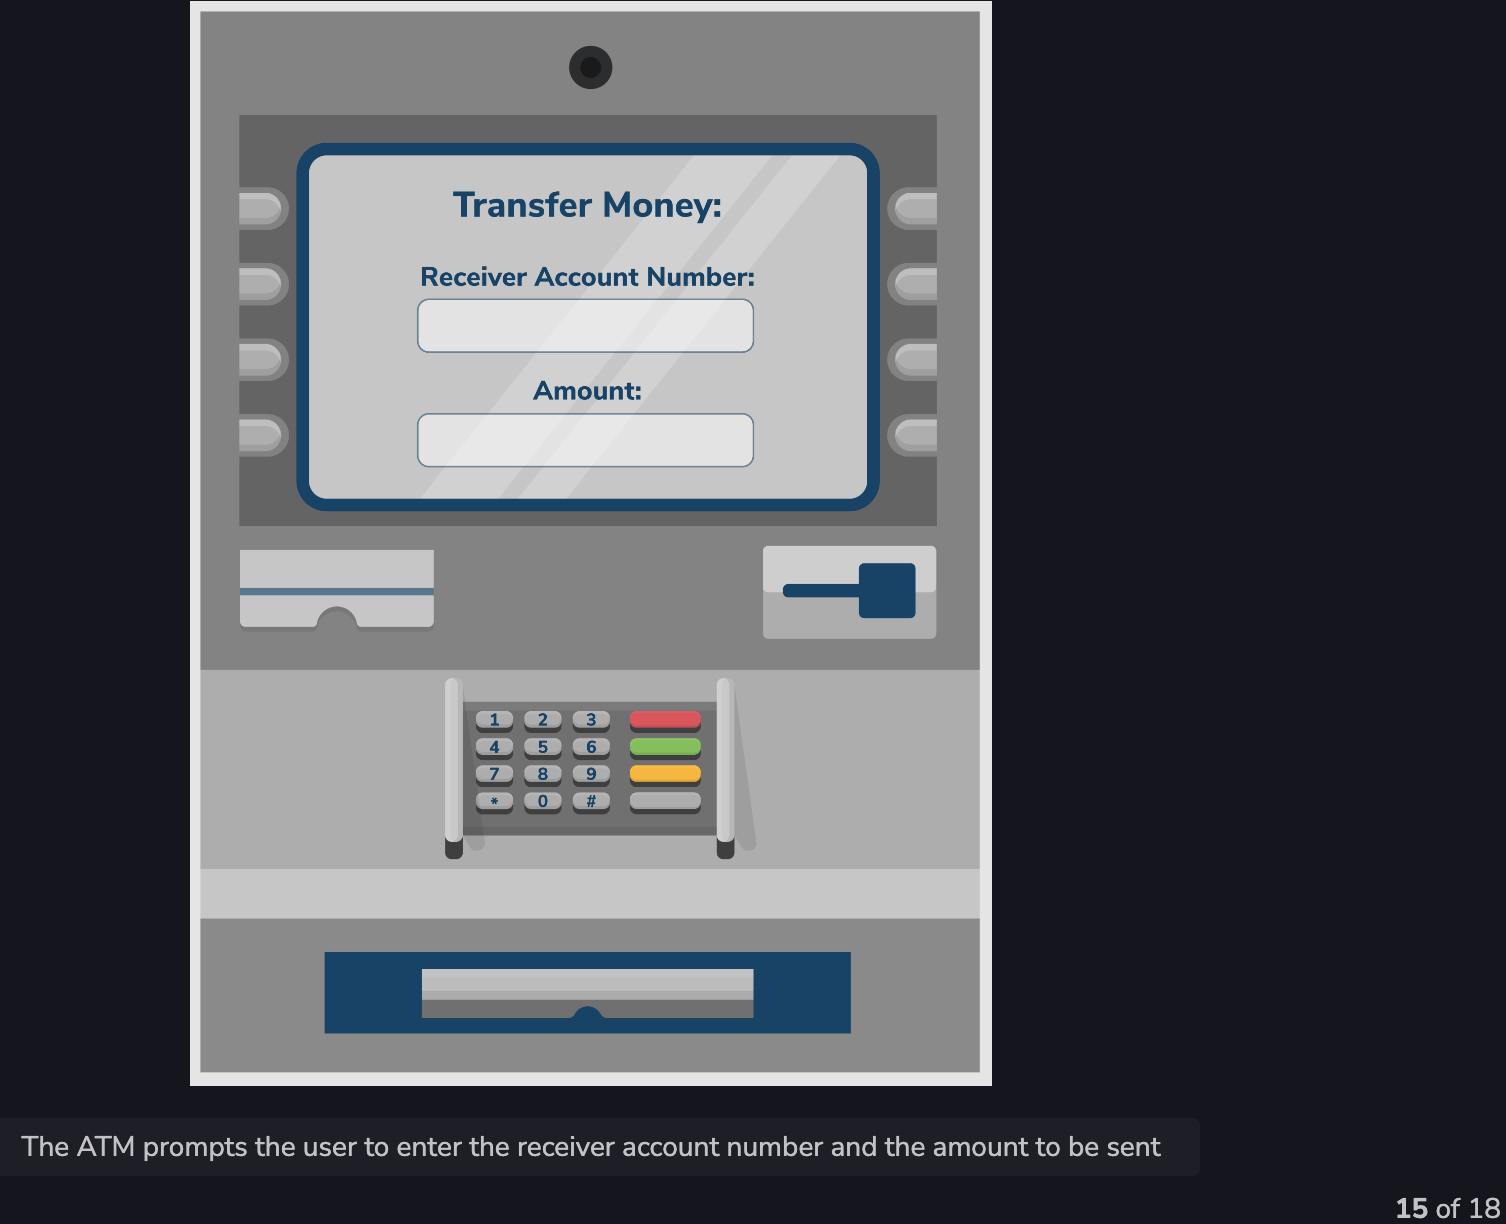 Transfer Money:
Receiver Account Number:
Amount:
1 2 3
4 5 6
7 8 9
* 0 #
The ATM prompts the user to enter the receiver account number and the amount to be sent
15 of 18